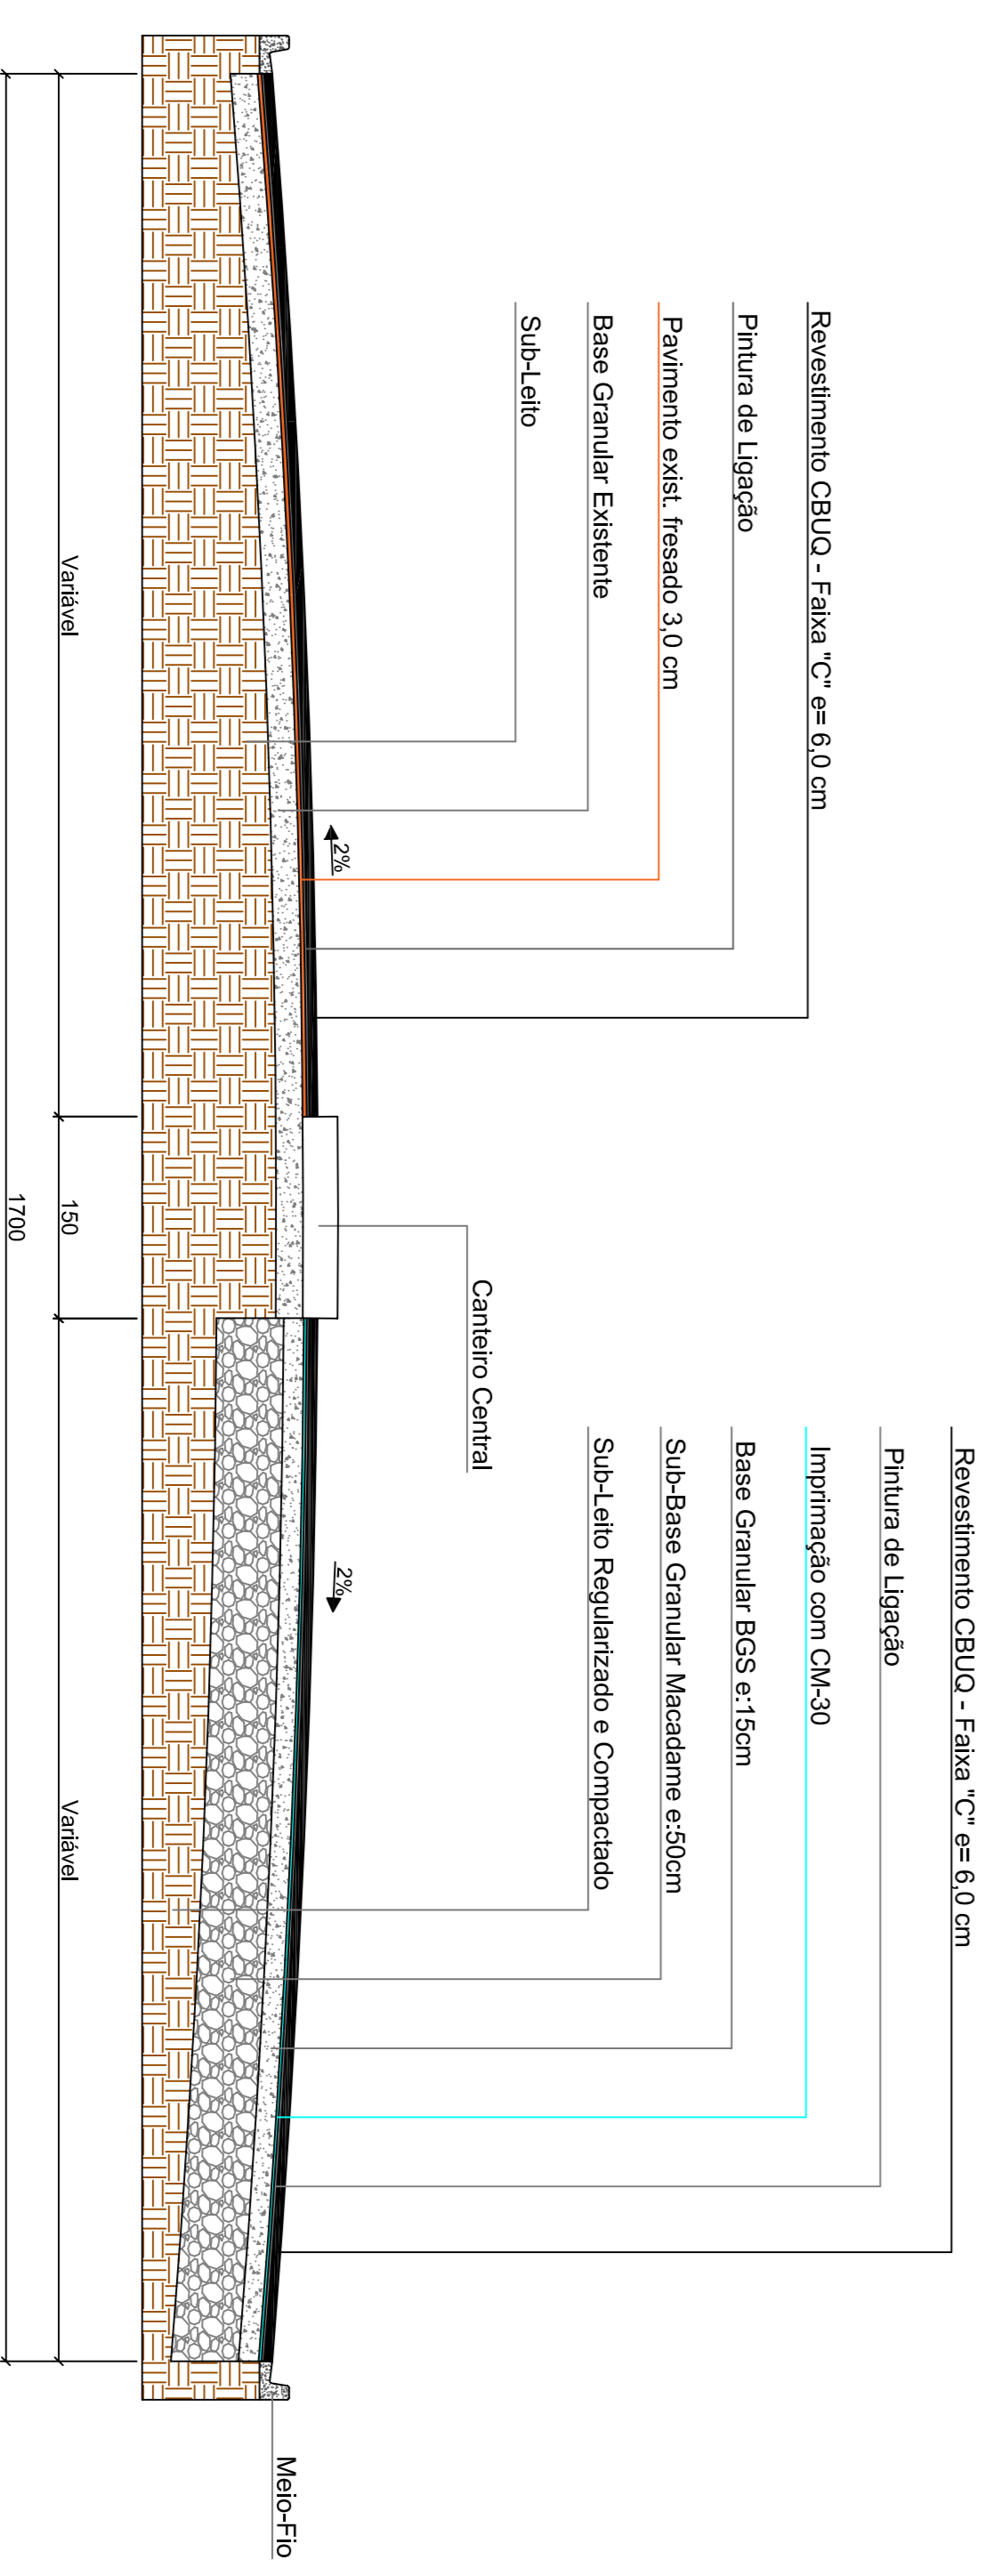 Revestimento CBUQ - Faixa "C" e= 6,0 cm
Pintura de Ligação
Pavimento exist. fresado 3,0 cm
Base Granular Existente
Sub-Leito
2%
Revestimento CBUQ - Faixa "C" e= 6,0 cm
Pintura de Ligação
Imprimação com CM-30
Base Granular BGS e:15cm
Sub-Base Granular Macadame e:50cm
Sub-Leito Regularizado e Compactado
Canteiro Central
2%
Meio-Fio
Variável
150
Variável
1700